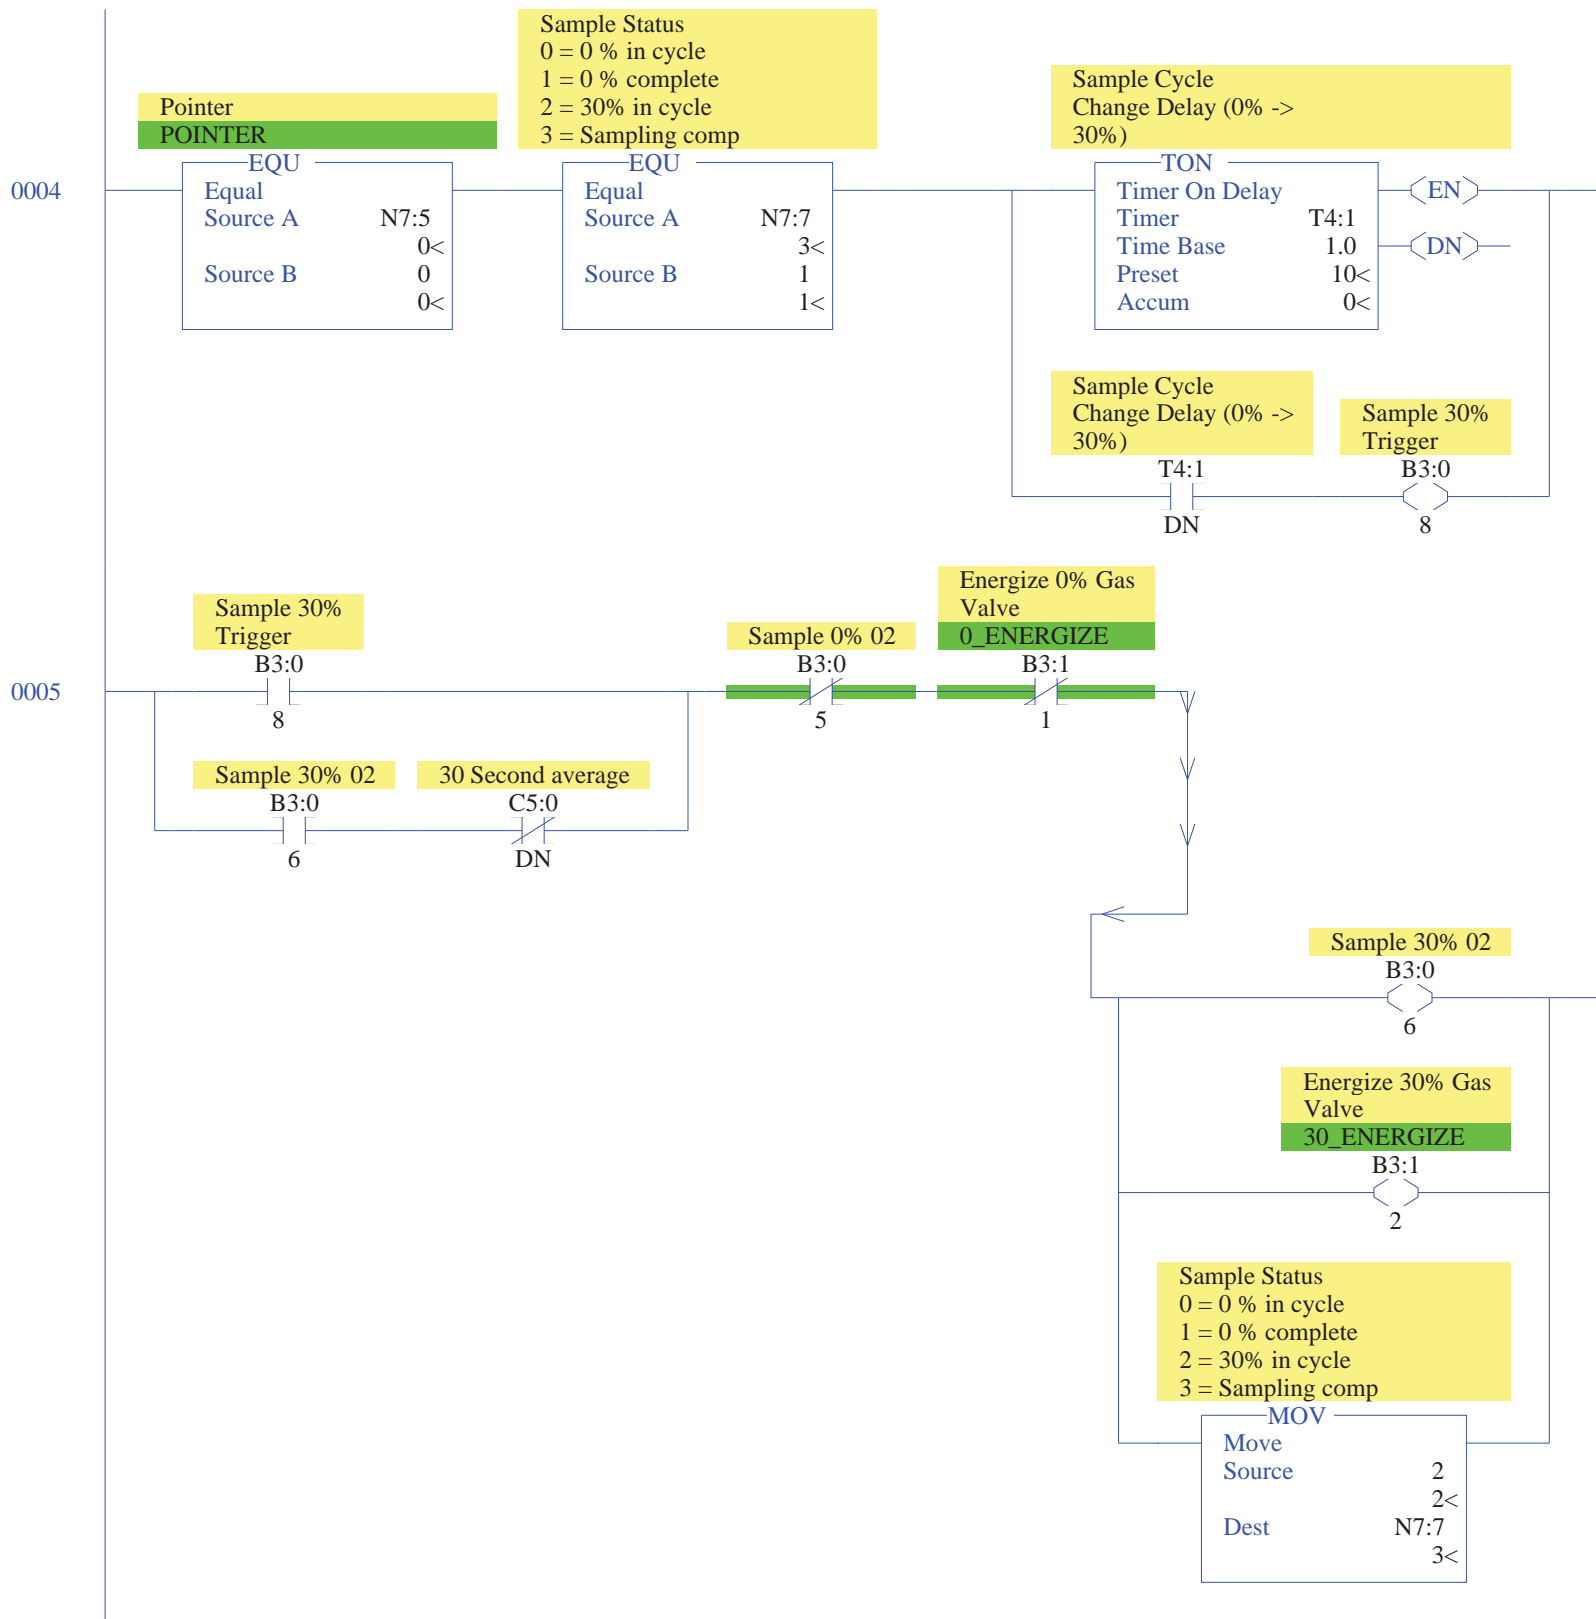 Sample Status
0 = 0 % in cycle
1 = 0 % complete
2 = 30% in cycle
3 = Sampling comp
Sample Cycle
Change Delay (0% ->
30%)
Pointer
POINTER
0004
EQU
Equal
Source A N7:5
0<
Source B 0
0<
EQU
Equal
Source A N7:7
3<
Source B 1
1<
TON
Timer On Delay
Timer T4:1
Time Base 1.0
Preset 10<
Accum 0<
EN
DN
Sample Cycle
Change Delay (0% ->
30%)
T4:1
DN
Sample 30%
Trigger
B3:0
8
0005
Sample 30%
Trigger
B3:0
8
Sample 0% 02
B3:0
5
Energize 0% Gas
Valve
0_ENERGIZE
B3:1
1
Sample 30% 02
B3:0
6
30 Second average
C5:0
DN
Sample 30% 02
B3:0
6
Energize 30% Gas
Valve
30_ENERGIZE
B3:1
2
Sample Status
0 = 0 % in cycle
1 = 0 % complete
2 = 30% in cycle
3 = Sampling comp
MOV
Move
Source 2
2<
Dest N7:7
3<